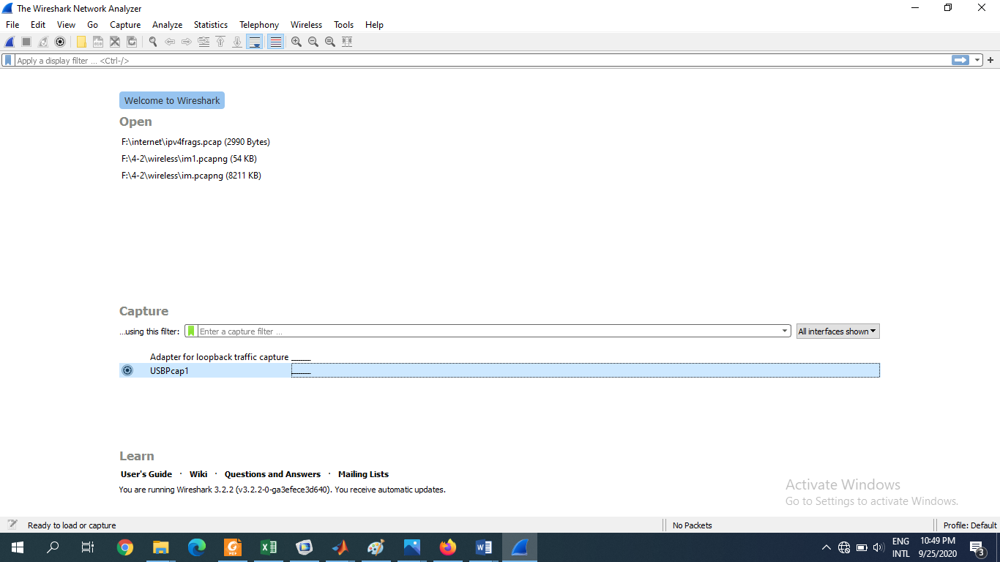 The Wireshark Network Analyzer
File Edit View Go Capture Analyze Statistics Telephony Wireless Tools Help
Apply a display filter ... <Ctrl-/>
Welcome to Wireshark
Open
F:\internet\ipv4frags.pcap (2990 Bytes)
F:\4-2\wireless\im1.pcapng (54 KB)
F:\4-2\wireless\im.pcapng (8211 KB)
Capture
...using this filter: Enter a capture filter ... All interfaces shown
Adapter for loopback traffic capture
USBPcap1
Learn
User's Guide · Wiki · Questions and Answers · Mailing Lists
You are running Wireshark 3.2.2 (v3.2.2-0-ga3efece3d640). You receive automatic updates.
Activate Windows
Go to Settings to activate Windows.
Ready to load or capture No Packets Profile: Default
ENG 10:49 PM
INTL 9/25/2020 3